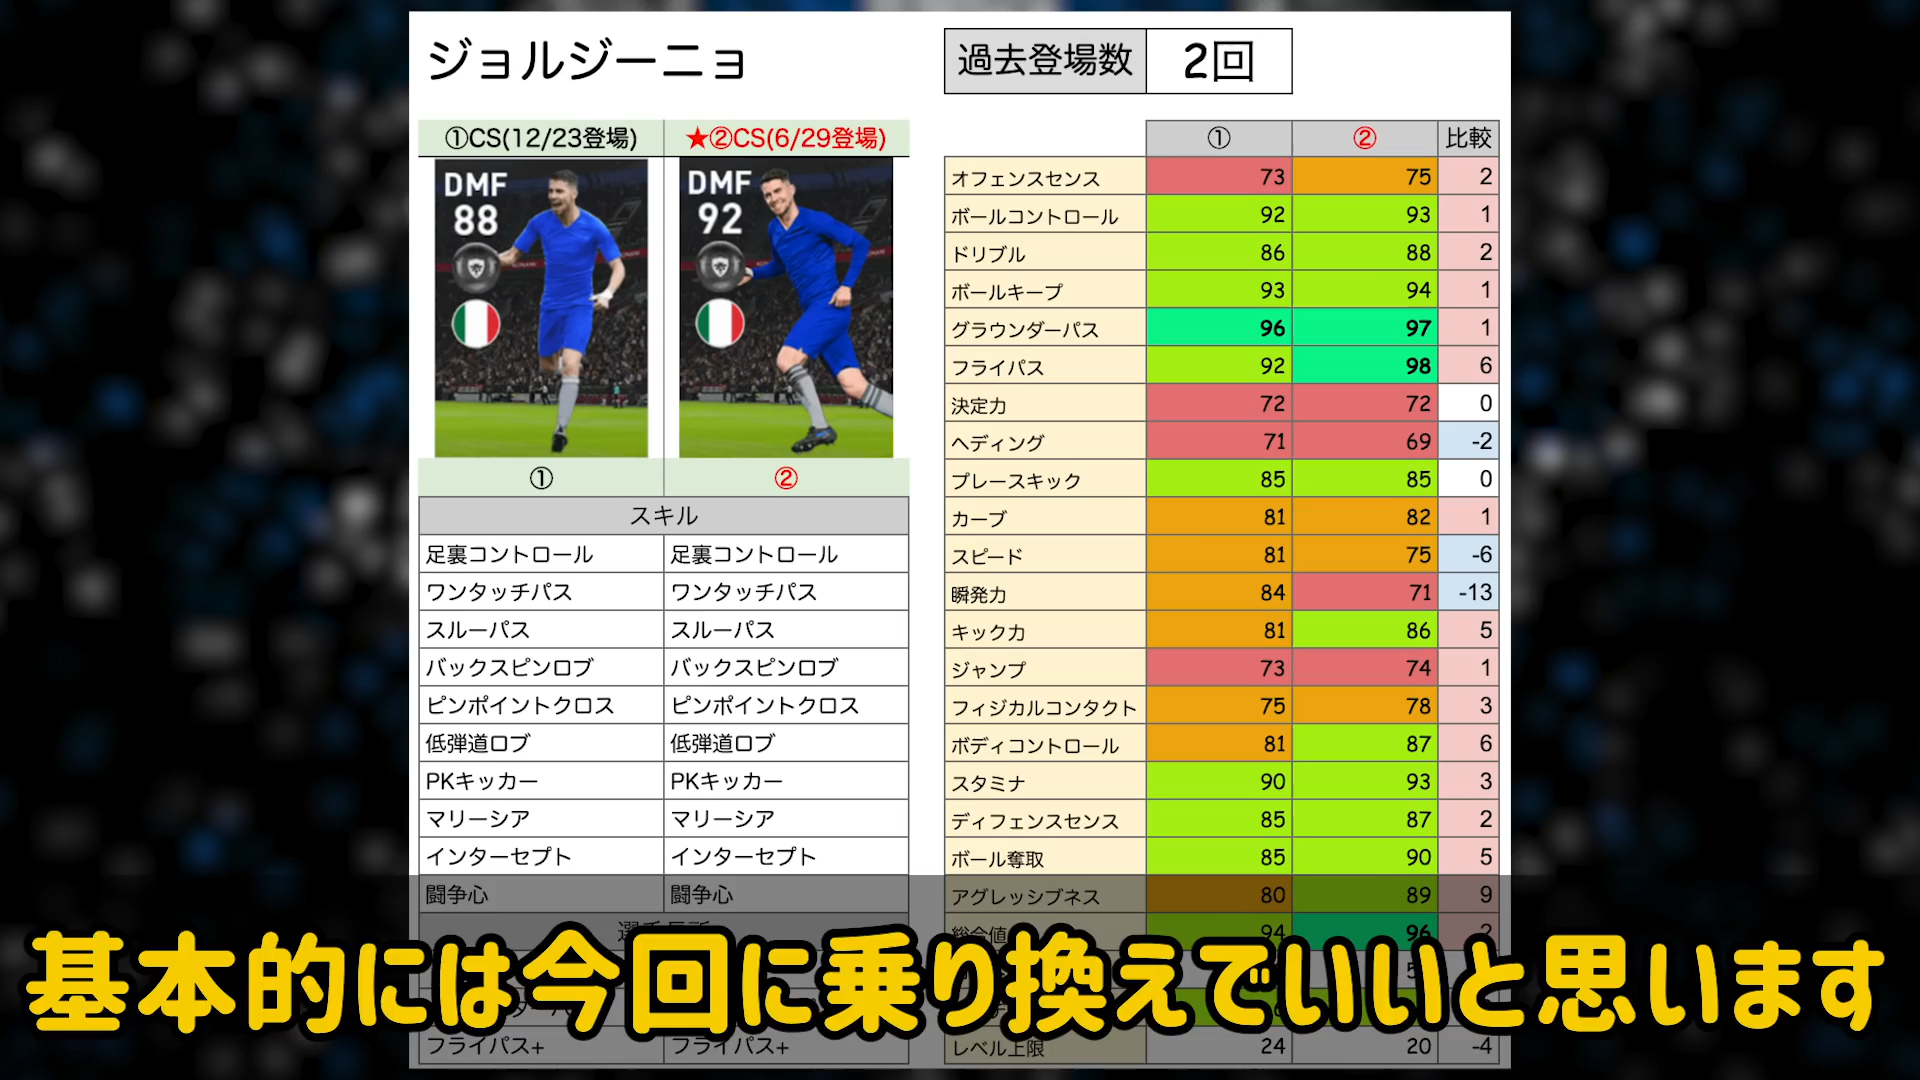 ジョルジーニョ
過去登場数 2回
①CS(12/23登場) ★②CS(6/29登場)
DMF 88
DMF 92
① ②
スキル
足裏コントロール 足裏コントロール
ワンタッチパス ワンタッチパス
スルーパス スルーパス
バックスピンロブ バックスピンロブ
ピンポイントクロス ピンポイントクロス
低弾道ロブ 低弾道ロブ
PKキッカー PKキッカー
マリーシア マリーシア
インターセプト インターセプト
闘争心 闘争心
フライパス+ フライパス+
① ② 比較
オフェンスセンス 73 75 2
ボールコントロール 92 93 1
ドリブル 86 88 2
ボールキープ 93 94 1
グラウンダーパス 96 97 1
フライパス 92 98 6
決定力 72 72 0
ヘディング 71 69 -2
プレースキック 85 85 0
カーブ 81 82 1
スピード 81 75 -6
瞬発力 84 71 -13
キック力 81 86 5
ジャンプ 73 74 1
フィジカルコンタクト 75 78 3
ボディコントロール 81 87 6
スタミナ 90 93 3
ディフェンスセンス 85 87 2
ボール奪取 85 90 5
アグレッシブネス 80 89 9
総合値 94 96 2
レベル上限 24 20 -4
基本的には今回に乗り換えでいいと思います